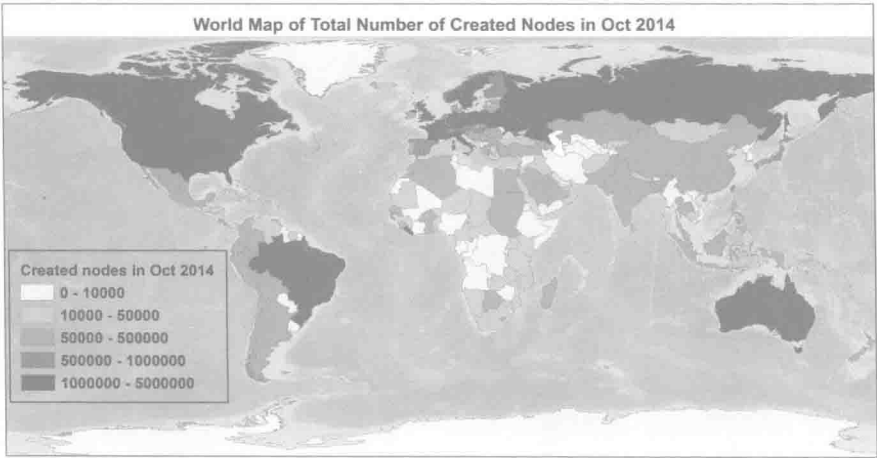 World Map of Total Number of Created Nodes in Oct 2014
Created nodes in Oct 2014
0 - 10000
10000 - 50000
50000 - 500000
500000 - 1000000
1000000 - 5000000